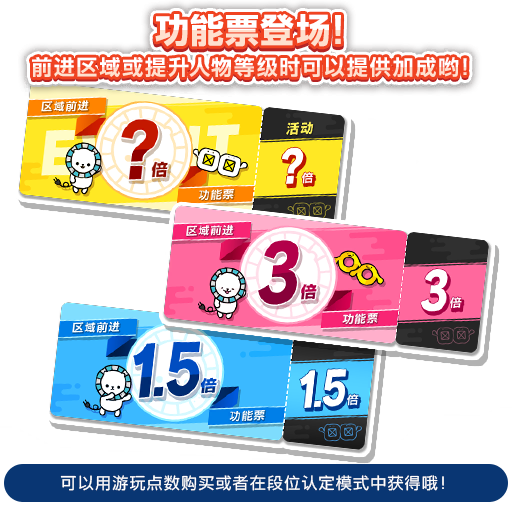 功能票登场!
前进区域或提升人物等级时可以提供加成哟!
区域前进
EVENT
?倍
功能票
活动
?倍
区域前进
3倍
功能票
3倍
区域前进
1.5倍
功能票
1.5倍
可以用游玩点数购买或者在段位认定模式中获得哦!